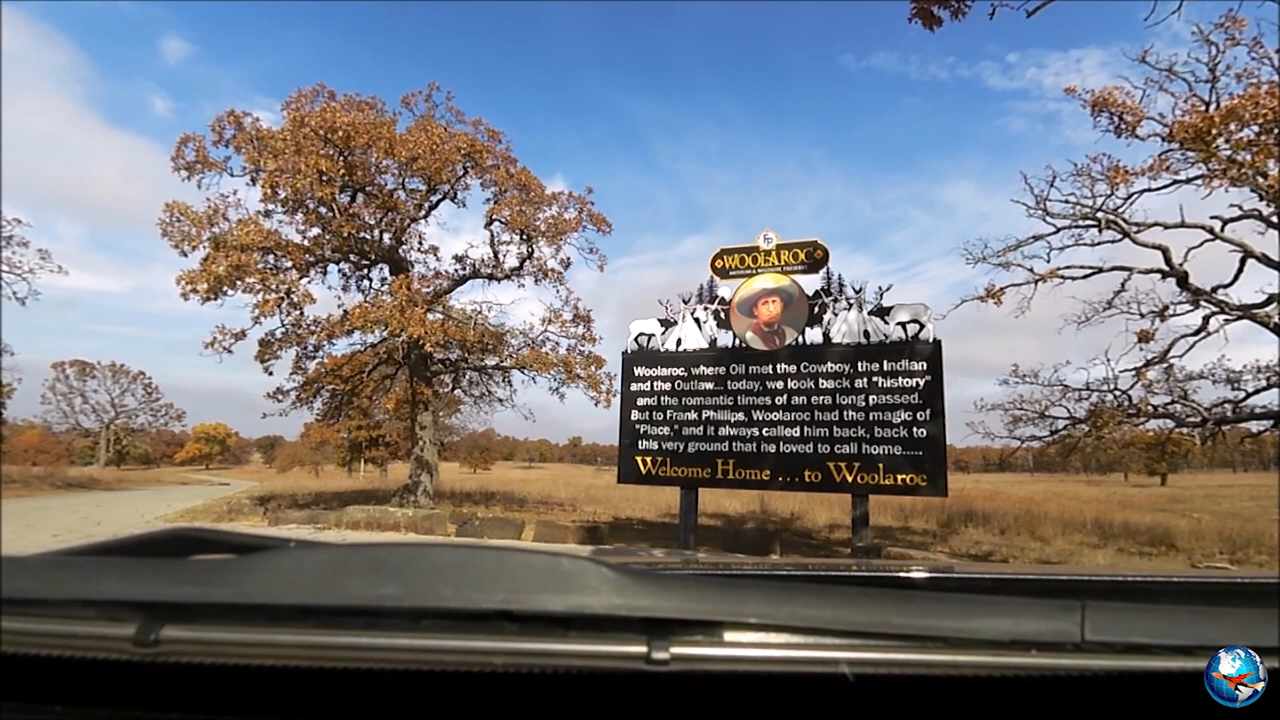 FP
WOOLAROC
MUSEUM & WILDLIFE PRESERVE
Woolaroc, where Oil met the Cowboy, the Indian
and the Outlaw... today, we look back at "history"
and the romantic times of an era long passed.
But to Frank Phillips, Woolaroc had the magic of
"Place," and it always called him back, back to
this very ground that he loved to call home.....
Welcome Home ... to Woolaroc